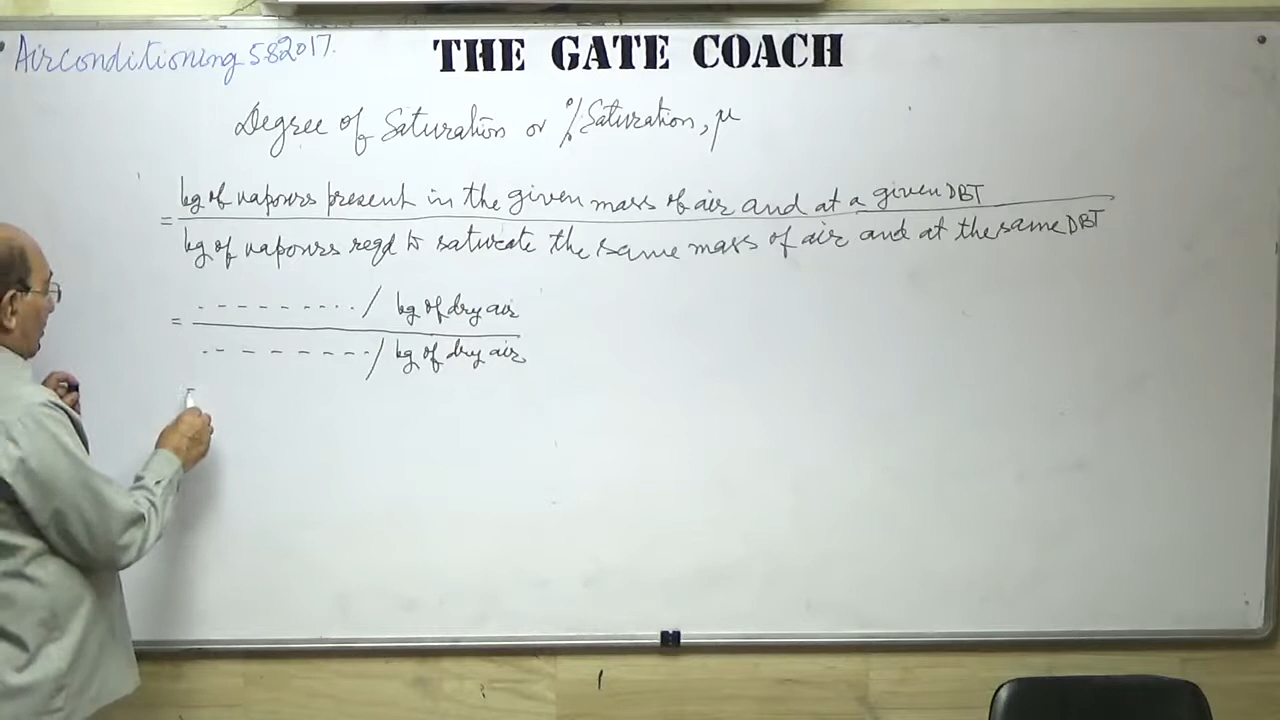 Airconditioning 582017.
THE GATE COACH
Degree of Saturation or % Saturation, μ
= kg of vapours present in the given mass of air and at a given DBT
kg of vapours reqd to saturate the same mass of air and at the same DBT
= - - - - - - - - - - / kg of dry air
- - - - - - - - / kg of dry air